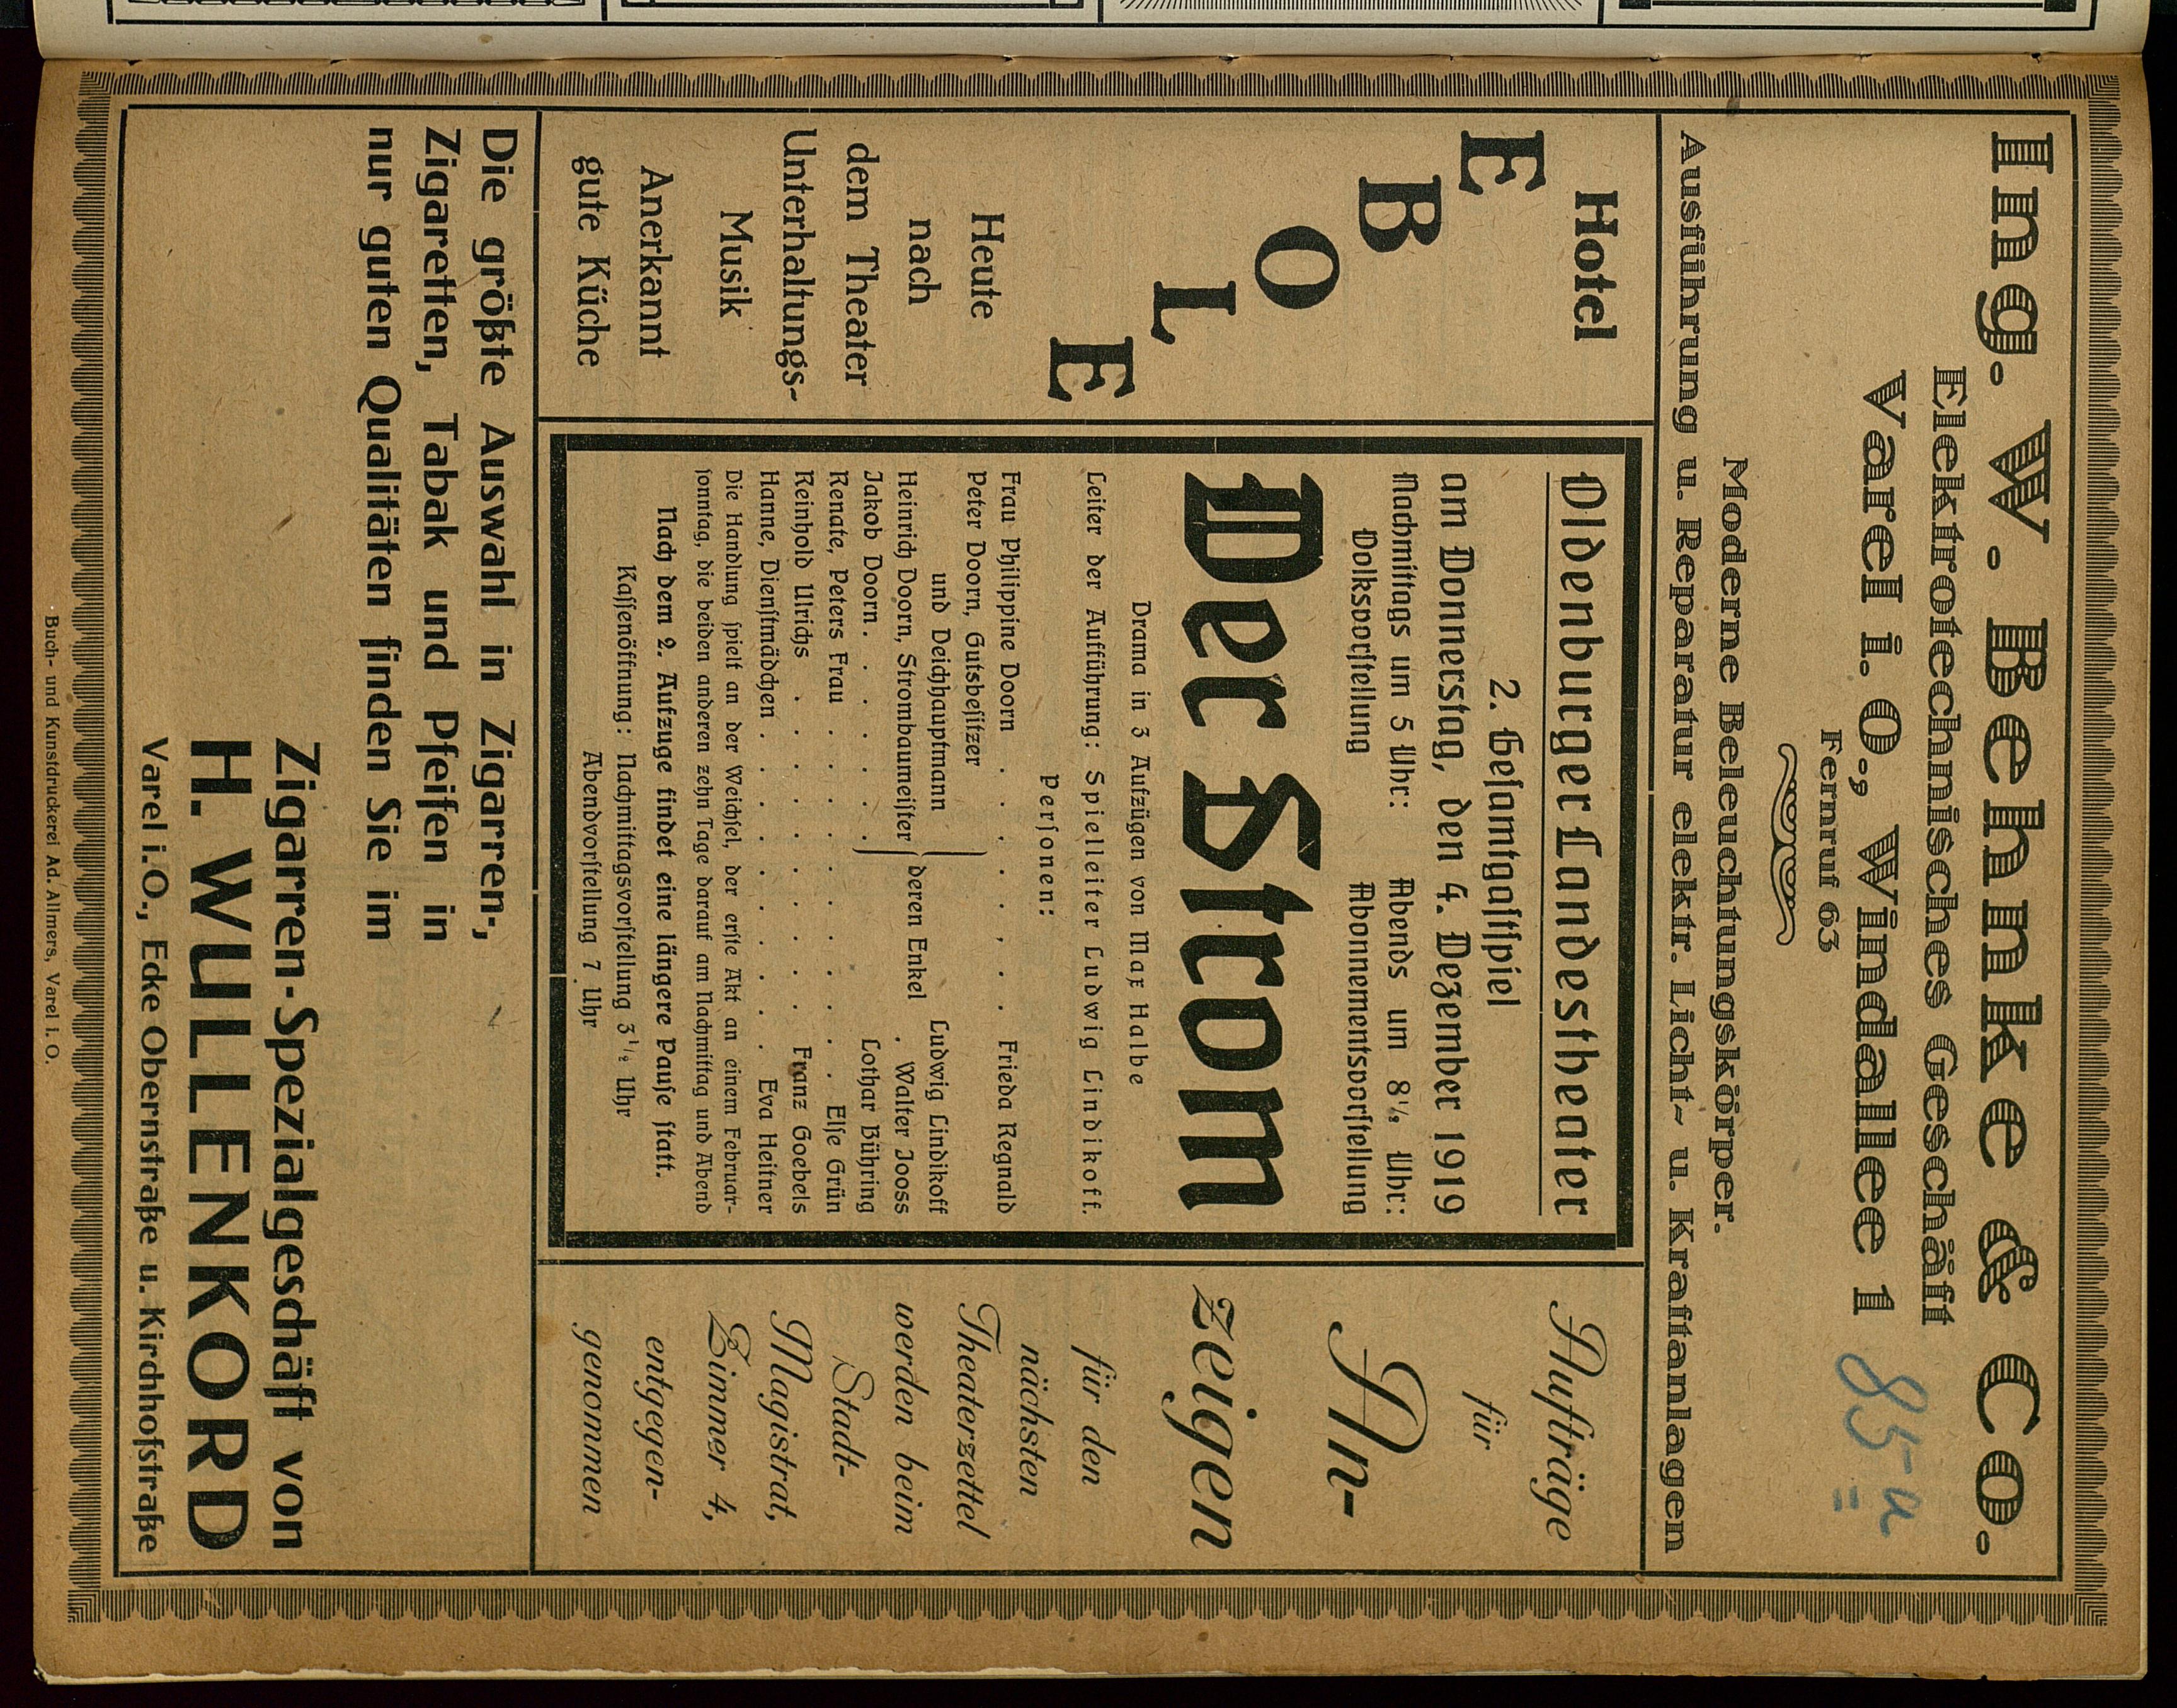 Ing. W. Behnke & Co.
Elektrotechnisches Geschäft
Varel i. O., Windallee 1
Fernruf 63
85-a
Moderne Beleuchtungskörper.
Ausführung u. Reparatur elektr. Licht- u. Kraftanlagen
Hotel
E
B
O
L
E
Heute
nach
dem Theater
Unterhaltungs-
Musik
Anerkannt
gute Küche
Oldenburger Landestheater
2. Geſamtgaſtſpiel
am Donnerstag, den 4. Dezember 1919
Nachmittags um 5 Uhr: Abends um 8½ Uhr:
Volksvorſtellung Abonnementsvorſtellung
Der Strom
Drama in 3 Aufzügen von Max Halbe
Leiter der Aufführung: Spielleiter Ludwig Lindikoff.
Perſonen:
Frau Philippine Doorn . . . . . . . Frieda Regnald
Peter Doorn, Gutsbeſitzer
und Deichhauptmann Ludwig Lindikoff
Heinrich Doorn, Strombaumeiſter deren Enkel . Walter Jooss
Jakob Doorn . . . . . . Lothar Bühring
Renate, Peters Frau . . . . . . . . . Elſe Grün
Reinhold Ulrichs . . . . . . . . . Franz Goebels
Hanne, Dienſtmädchen . . . . . . . . . Eva Heitner
Die Handlung ſpielt an der Weichſel, der erſte Akt an einem Februar-
ſonntag, die beiden anderen zehn Tage darauf am Nachmittag und Abend
Nach dem 2. Aufzuge findet eine längere Pauſe ſtatt.
Kaſſenöffnung: Nachmittagsvorſtellung 3½ Uhr
Abendvorſtellung 7 Uhr
Aufträge
für
An-
zeigen
für den
nächsten
Theaterzettel
werden beim
Stadt-
Magistrat,
Zimmer 4,
entgegen-
genommen
Die größte Auswahl in Zigarren-,
Zigaretten, Tabak und Pfeifen in
nur guten Qualitäten finden Sie im
Zigarren-Spezialgeschäft von
H. WULLENKORD
Varel i.O., Ecke Obernstraße u. Kirchhofstraße
Buch- und Kunstdruckerei Ad. Allmers, Varel i. O.